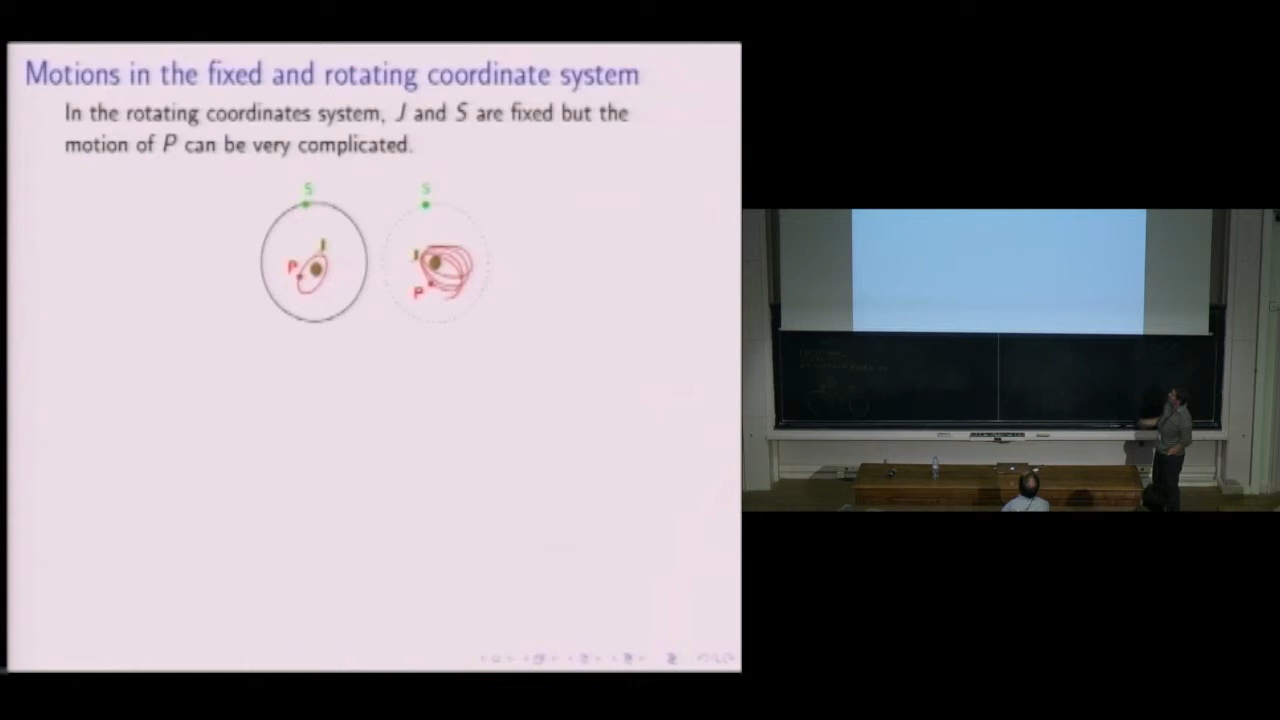 Motions in the fixed and rotating coordinate system
In the rotating coordinates system, J and S are fixed but the
motion of P can be very complicated.
S S
J J
P P